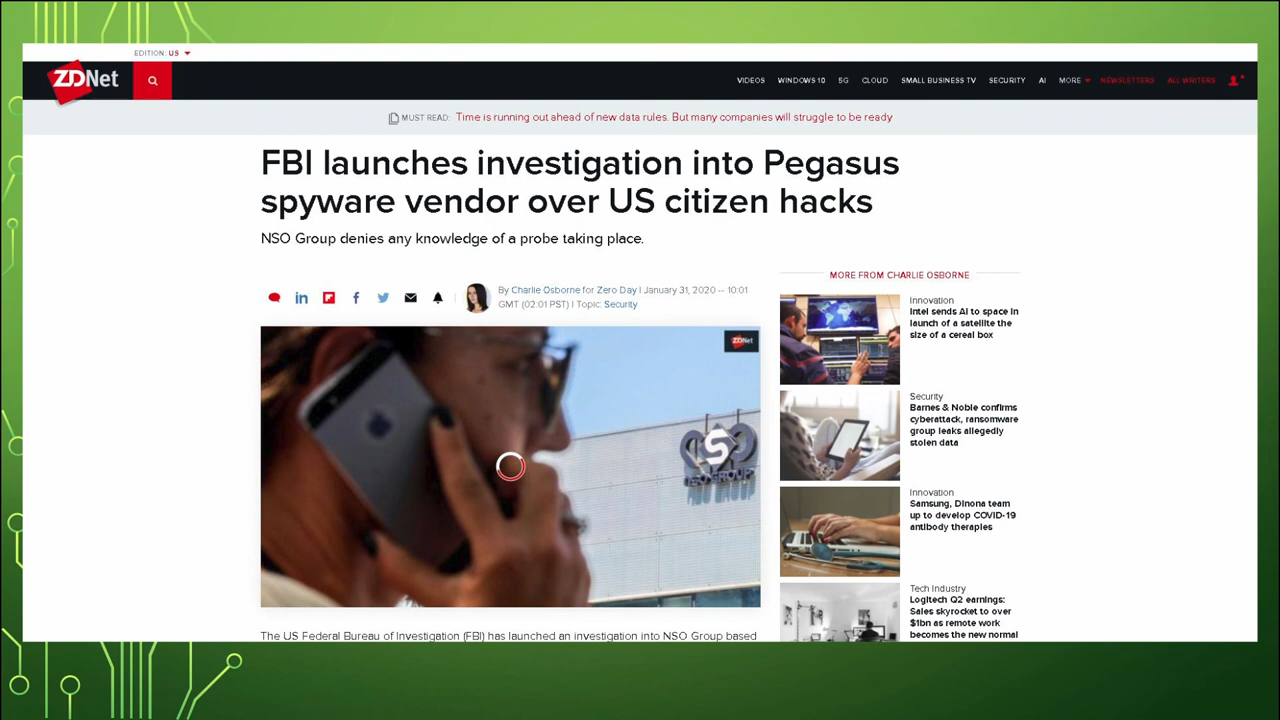 EDITION: US
ZDNet
VIDEOS WINDOWS 10 5G CLOUD SMALL BUSINESS TV SECURITY AI MORE NEWSLETTERS ALL WRITERS
MUST READ: Time is running out ahead of new data rules. But many companies will struggle to be ready
FBI launches investigation into Pegasus
spyware vendor over US citizen hacks
NSO Group denies any knowledge of a probe taking place.
By Charlie Osborne for Zero Day | January 31, 2020 -- 10:01
GMT (02:01 PST) | Topic: Security
ZDNet
NSO GROUP
The US Federal Bureau of Investigation (FBI) has launched an investigation into NSO Group based
MORE FROM CHARLIE OSBORNE
Innovation
Intel sends AI to space in
launch of a satellite the
size of a cereal box
Security
Barnes & Noble confirms
cyberattack, ransomware
group leaks allegedly
stolen data
Innovation
Samsung, Dinona team
up to develop COVID-19
antibody therapies
Tech Industry
Logitech Q2 earnings:
Sales skyrocket to over
$1bn as remote work
becomes the new normal